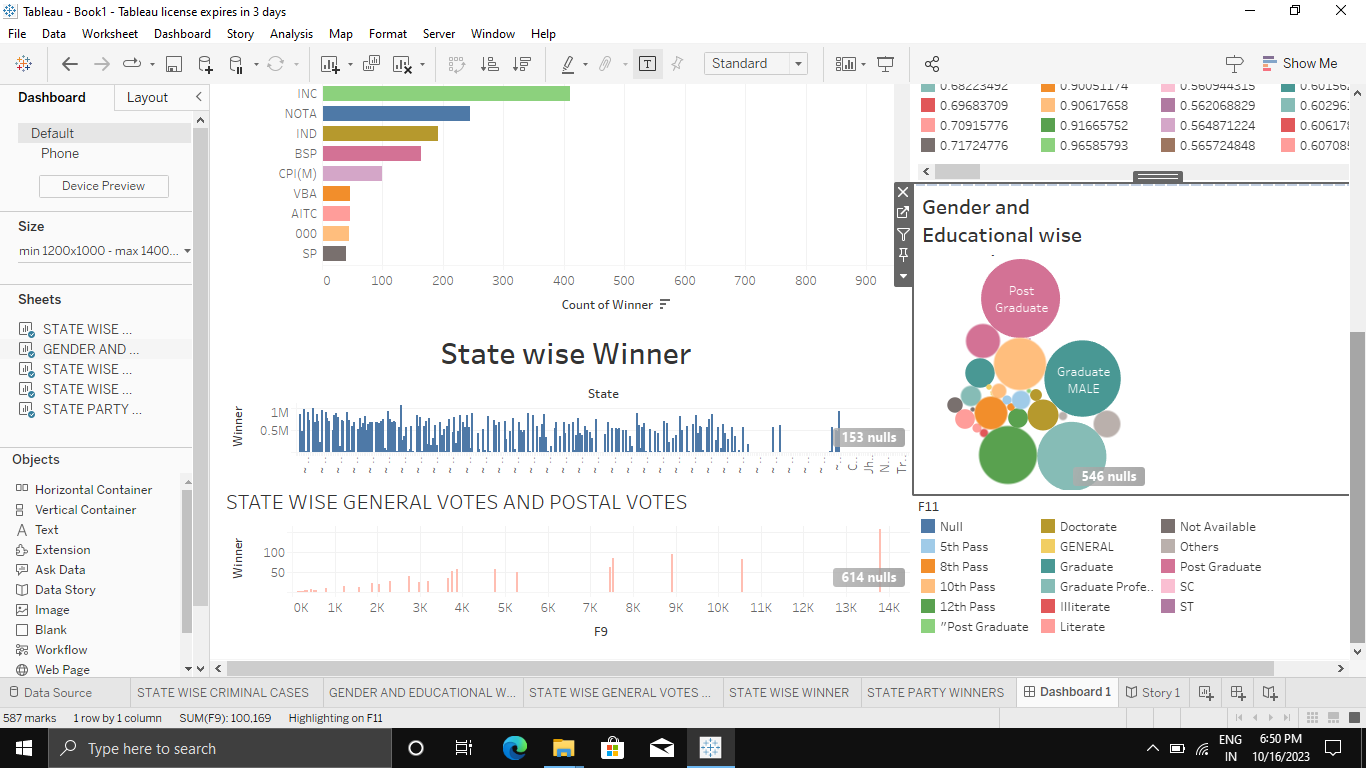 Tableau - Book1 - Tableau license expires in 3 days
File Data Worksheet Dashboard Story Analysis Map Format Server Window Help
Standard
Show Me
Dashboard
Layout
Default
Phone
Device Preview
Size
min 1200x1000 - max 1400...
Sheets
STATE WISE ...
GENDER AND ...
STATE WISE ...
STATE WISE ...
STATE PARTY ...
Objects
Horizontal Container
Vertical Container
Text
Extension
Ask Data
Data Story
Image
Blank
Workflow
Web Page
INC
NOTA
IND
BSP
CPI(M)
VBA
AITC
000
SP
0 100 200 300 400 500 600 700 800 900
Count of Winner
State wise Winner
State
Winner
1M
0.5M
153 nulls
C.. Jh.. N.. Tr..
STATE WISE GENERAL VOTES AND POSTAL VOTES
Winner
100
50
614 nulls
0K 1K 2K 3K 4K 5K 6K 7K 8K 9K 10K 11K 12K 13K 14K
F9
0.68223492 0.90051174 0.560944315
0.69683709 0.90617658 0.562068829 0.602961
0.70915776 0.91665752 0.564871224 0.606178
0.71724776 0.96585793 0.565724848 0.607085
Gender and
Educational wise
Post
Graduate
Graduate
MALE
546 nulls
F11
Null Doctorate Not Available
5th Pass GENERAL Others
8th Pass Graduate Post Graduate
10th Pass Graduate Profe.. SC
12th Pass Illiterate ST
"Post Graduate Literate
Data Source STATE WISE CRIMINAL CASES GENDER AND EDUCATIONAL W... STATE WISE GENERAL VOTES ... STATE WISE WINNER STATE PARTY WINNERS Dashboard 1 Story 1
587 marks 1 row by 1 column SUM(F9): 100,169 Highlighting on F11
Type here to search
ENG
IN
6:50 PM
10/16/2023